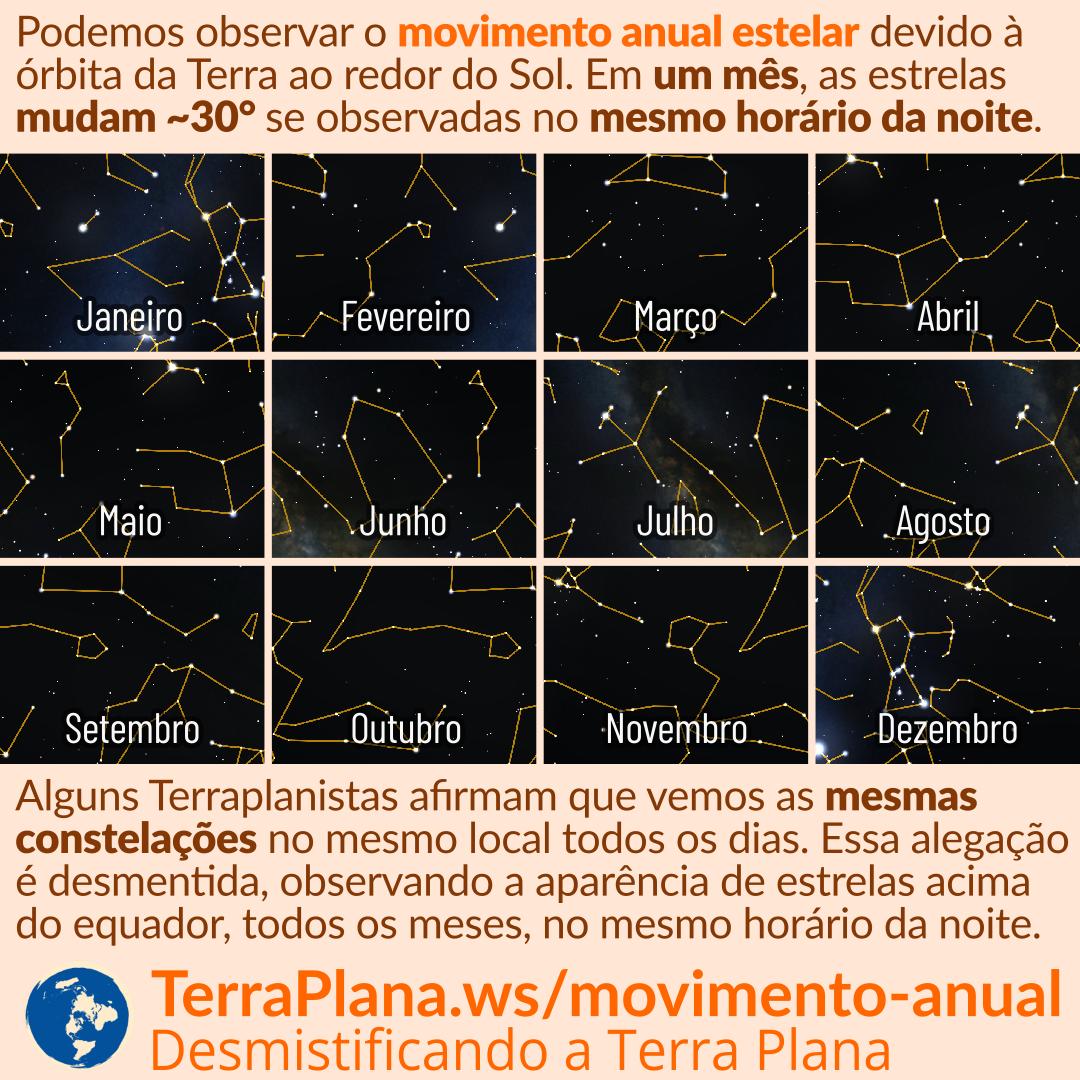 Podemos observar o movimento anual estelar devido à
órbita da Terra ao redor do Sol. Em um mês, as estrelas
mudam ~30° se observadas no mesmo horário da noite.
Janeiro
Fevereiro
Março
Abril
Maio
Junho
Julho
Agosto
Setembro
Outubro
Novembro
Dezembro
Alguns Terraplanistas afirmam que vemos as mesmas
constelações no mesmo local todos os dias. Essa alegação
é desmentida, observando a aparência de estrelas acima
do equador, todos os meses, no mesmo horário da noite.
TerraPlana.ws/movimento-anual
Desmistificando a Terra Plana